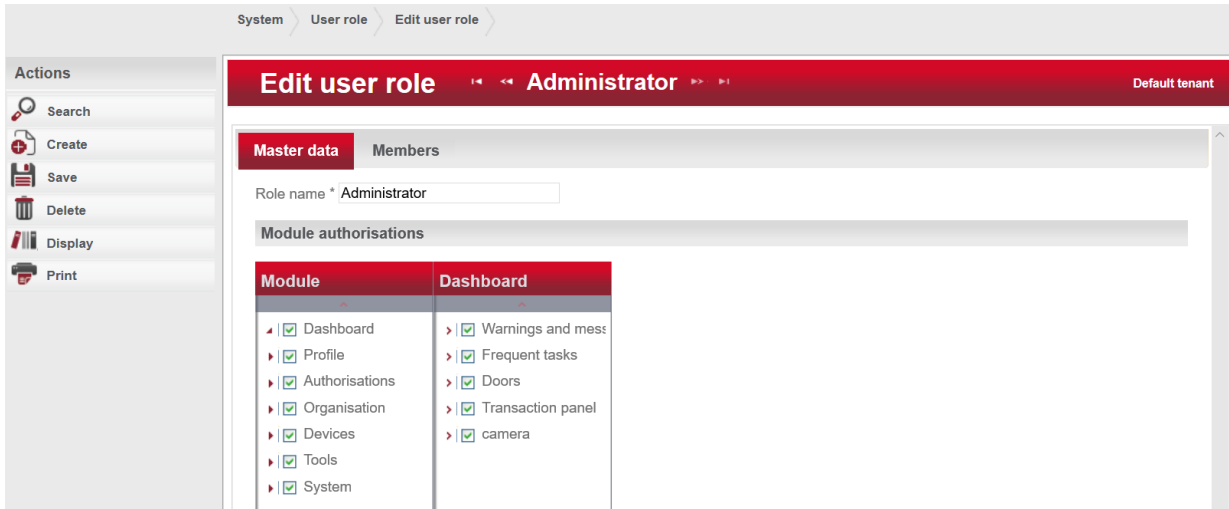 System User role Edit user role
Actions
Search
Create
Save
Delete
Display
Print
Edit user role Administrator Default tenant
Master data Members
Role name * Administrator
Module authorisations
Module Dashboard
Dashboard Warnings and mess
Profile Frequent tasks
Authorisations Doors
Organisation Transaction panel
Devices camera
Tools
System